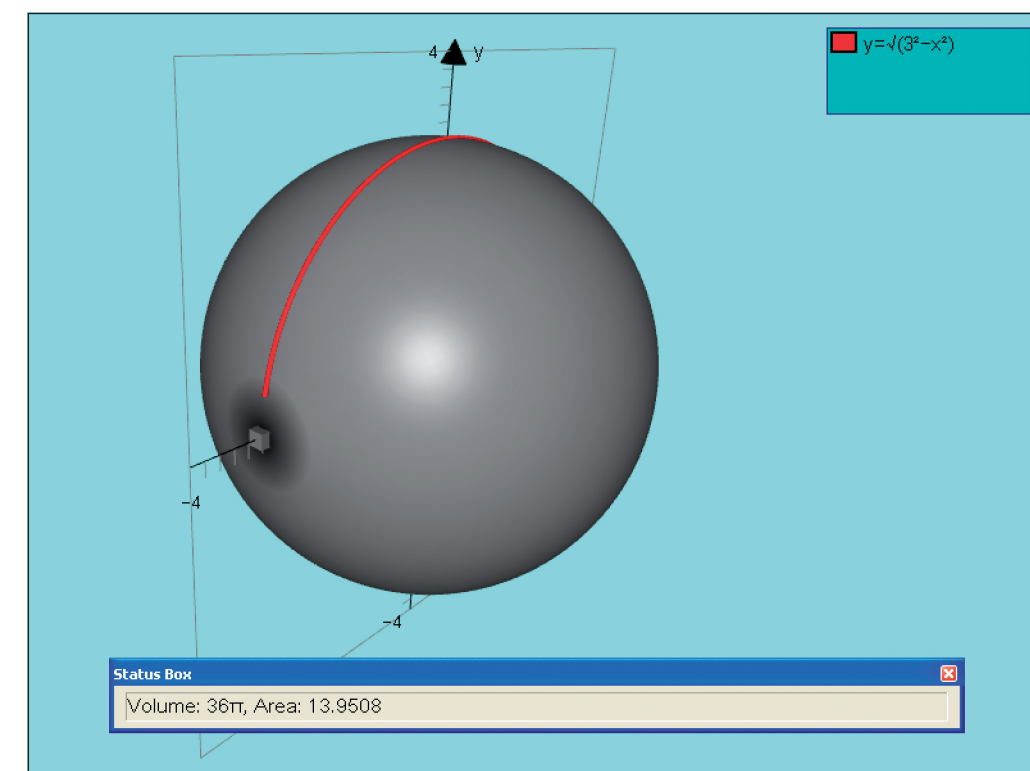 4 y
y=√(3²−x²)
−4
−4
Status Box
Volume: 36π, Area: 13.9508